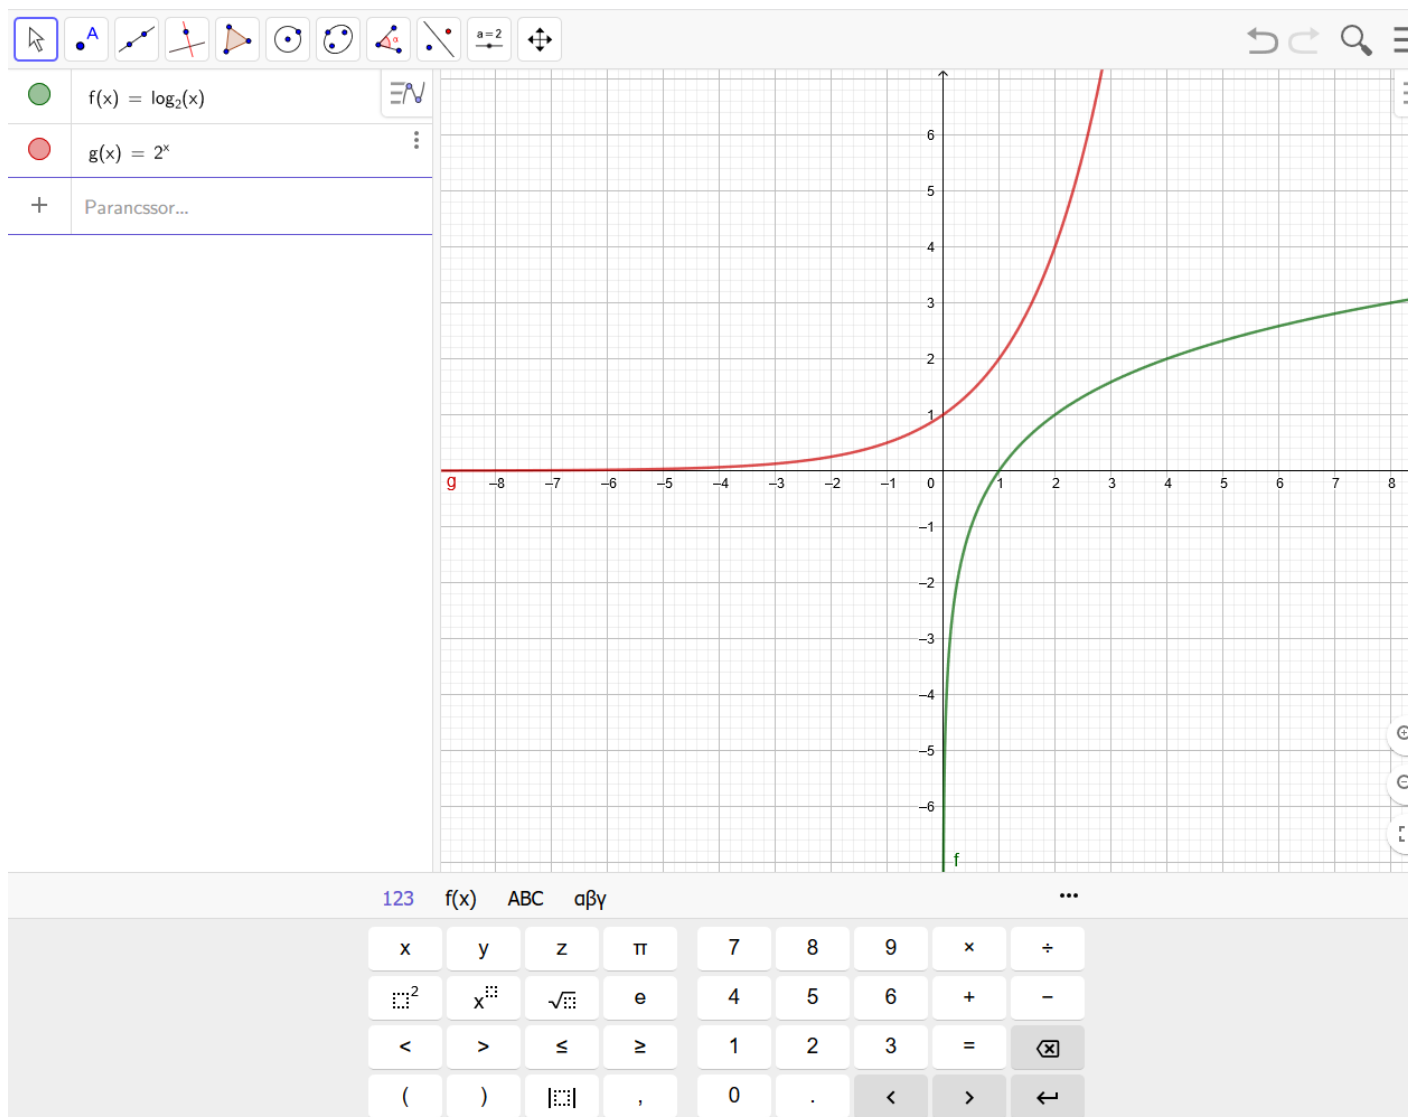 A
α
a=2
f(x) = log₂(x)
g(x) = 2ˣ
+ Parancssor...
6
5
4
3
2
1
g −8 −7 −6 −5 −4 −3 −2 −1 0 1 2 3 4 5 6 7 8
−1
−2
−3
−4
−5
−6
f
123 f(x) ABC αβγ •••
x y z π 7 8 9 × ÷
² x √ e 4 5 6 + −
< > ≤ ≥ 1 2 3 =
( ) | | , 0 . < >